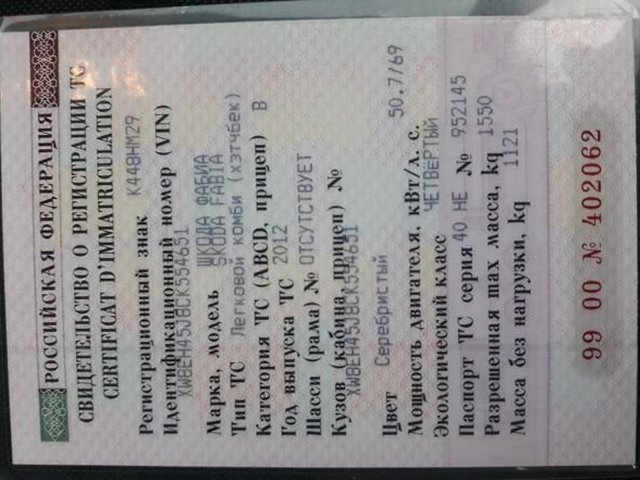 РОССИЙСКАЯ ФЕДЕРАЦИЯ
СВИДЕТЕЛЬСТВО О РЕГИСТРАЦИИ ТС
CERTIFICAT D'IMMATRICULATION
Регистрационный знак К448НМ29
Идентификационный номер (VIN)
XW8EH45J8CK554651
Марка, модель ШКОДА ФАБИА
SKODA FABIA
Тип ТС Легковой комби (хэтчбек)
Категория ТС (ABCD, прицеп) B
Год выпуска ТС 2012
Шасси (рама) № ОТСУТСТВУЕТ
Кузов (кабина, прицеп) №
XW8EH45J8CK554651
Цвет Серебристый
Мощность двигателя, кВт/л. с. 50.7/69
Экологический класс ЧЕТВЕРТЫЙ
Паспорт ТС серия 40 НЕ № 952145
Разрешенная max масса, kg 1550
Масса без нагрузки, kg 1121
99 00 № 402062